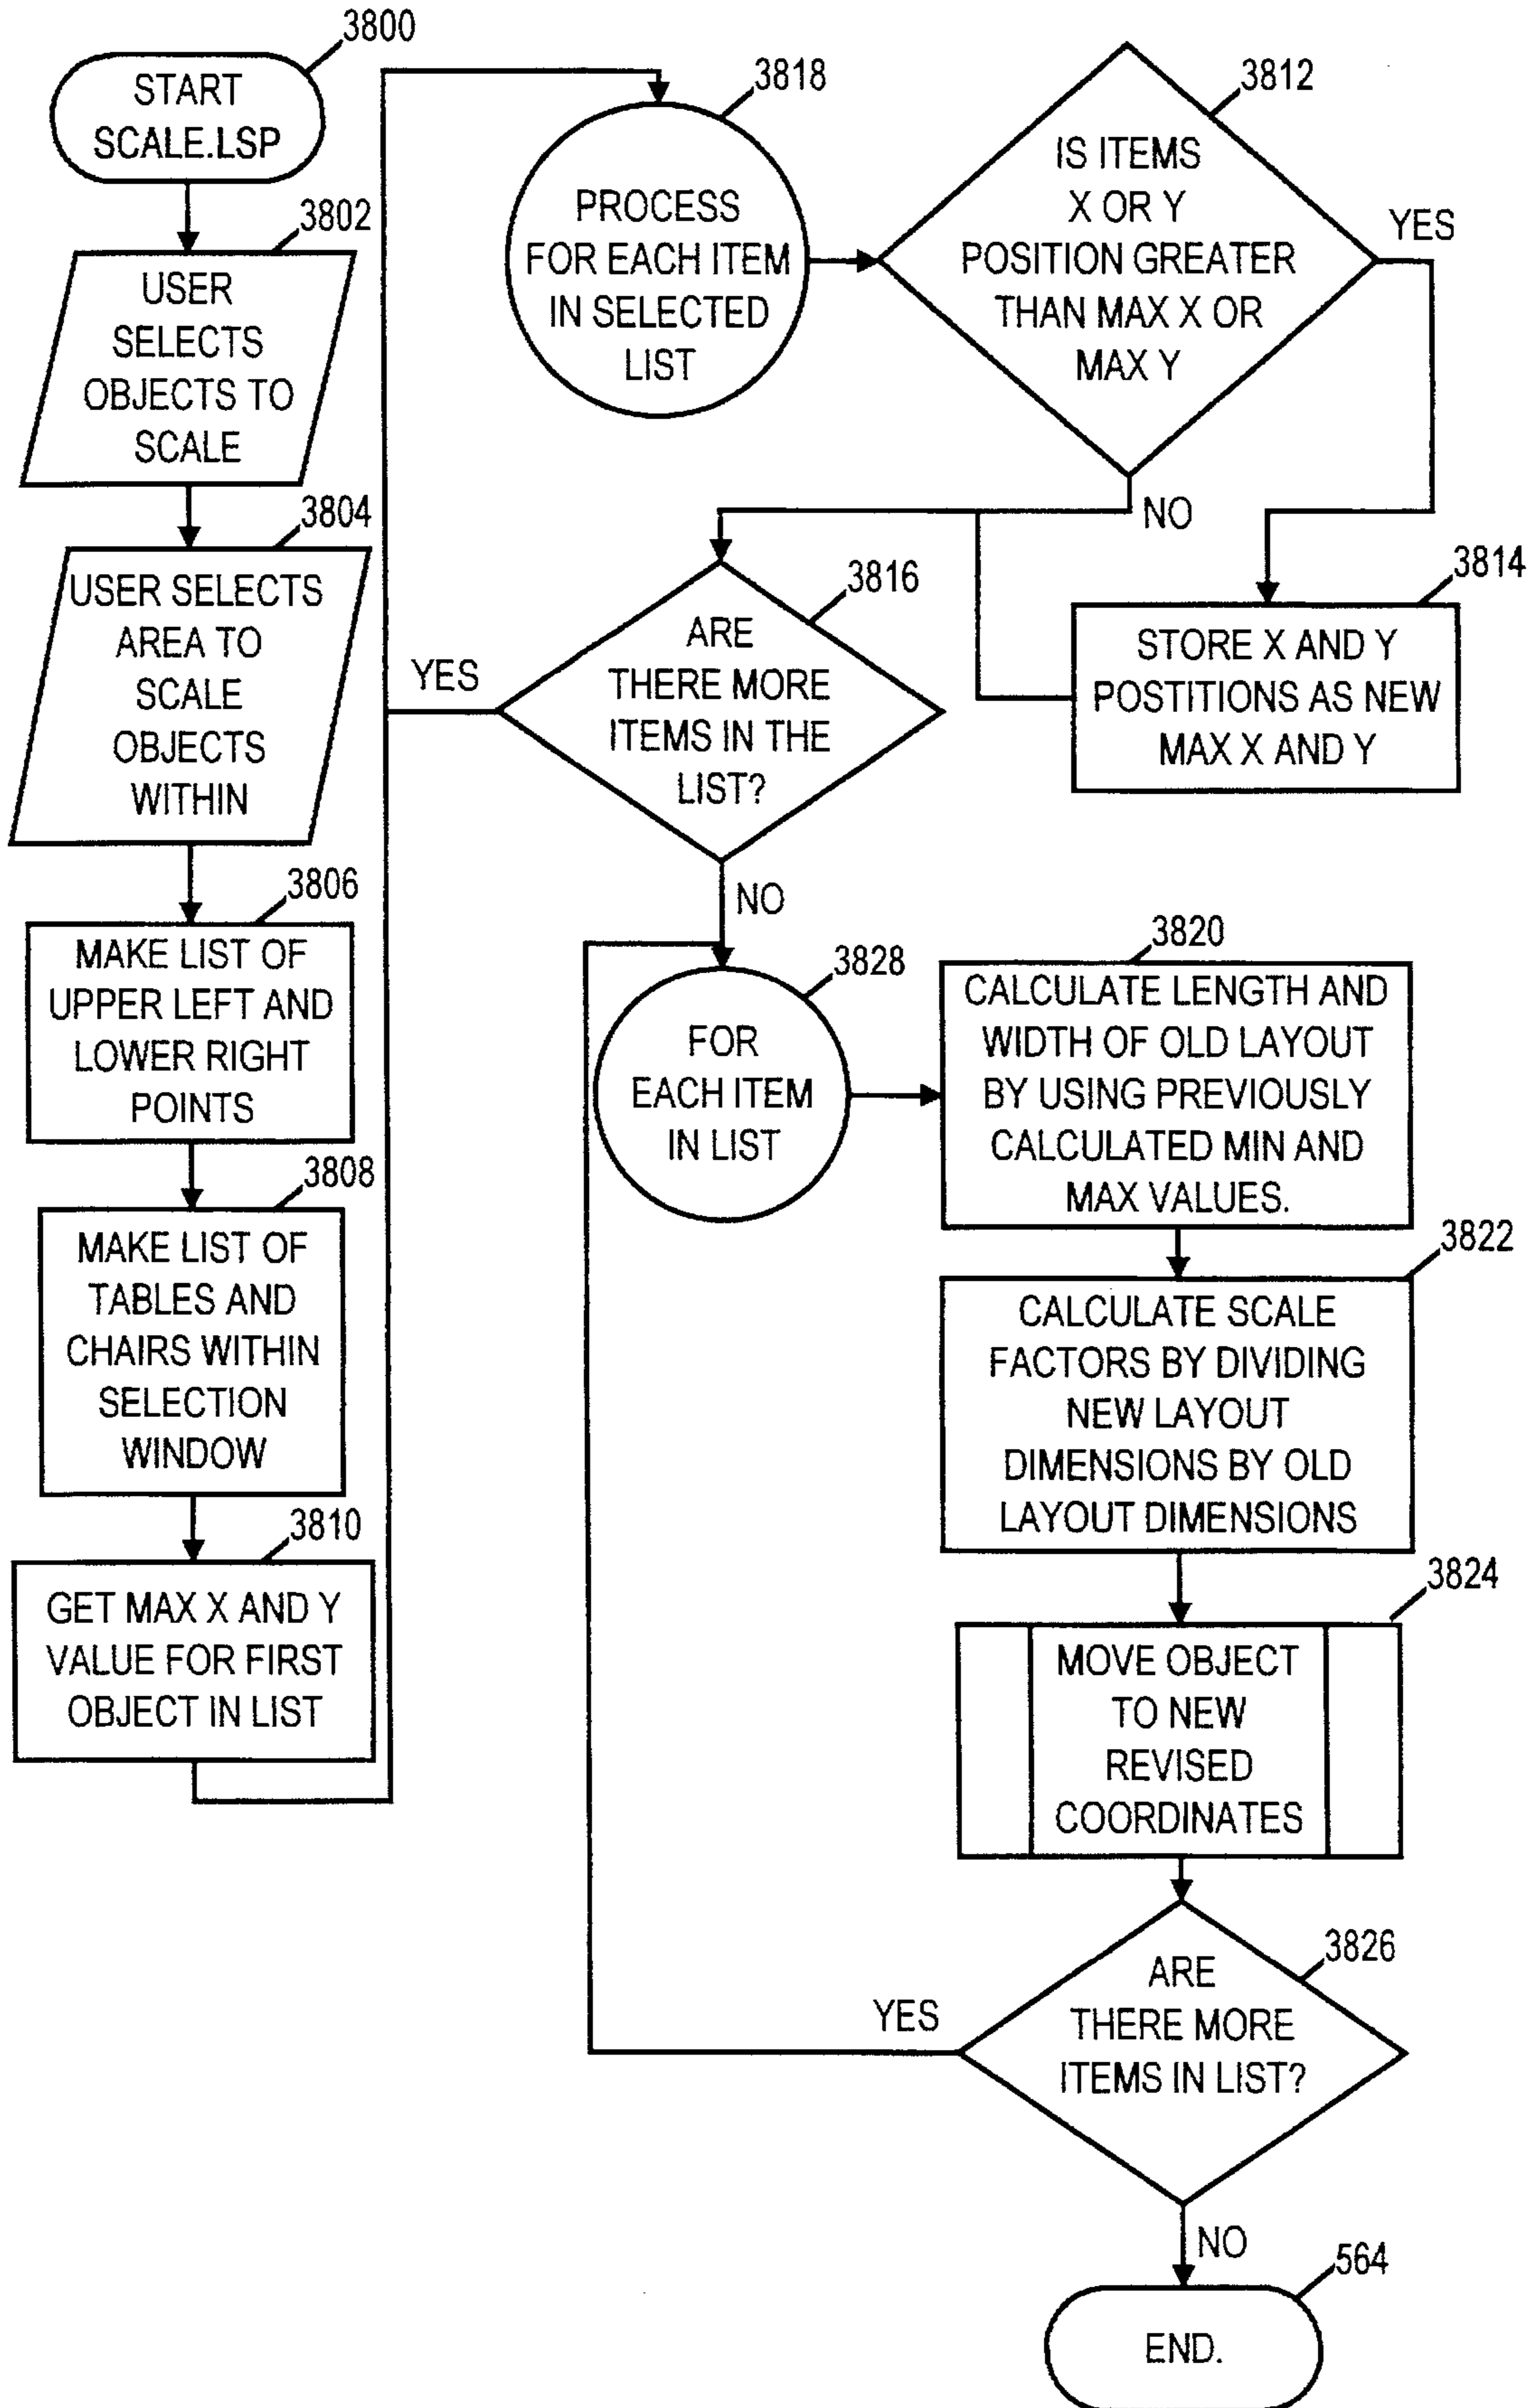 3800
START
SCALE.LSP
3802
USER
SELECTS
OBJECTS TO
SCALE
3804
USER SELECTS
AREA TO
SCALE
OBJECTS
WITHIN
3806
MAKE LIST OF
UPPER LEFT AND
LOWER RIGHT
POINTS
3808
MAKE LIST OF
TABLES AND
CHAIRS WITHIN
SELECTION
WINDOW
3810
GET MAX X AND Y
VALUE FOR FIRST
OBJECT IN LIST
3818
PROCESS
FOR EACH ITEM
IN SELECTED
LIST
3812
IS ITEMS
X OR Y
POSITION GREATER
THAN MAX X OR
MAX Y
YES
NO
3814
STORE X AND Y
POSTITIONS AS NEW
MAX X AND Y
3816
ARE
THERE MORE
ITEMS IN THE
LIST?
YES
NO
3828
FOR
EACH ITEM
IN LIST
3820
CALCULATE LENGTH AND
WIDTH OF OLD LAYOUT
BY USING PREVIOUSLY
CALCULATED MIN AND
MAX VALUES.
3822
CALCULATE SCALE
FACTORS BY DIVIDING
NEW LAYOUT
DIMENSIONS BY OLD
LAYOUT DIMENSIONS
3824
MOVE OBJECT
TO NEW
REVISED
COORDINATES
3826
ARE
THERE MORE
ITEMS IN LIST?
YES
NO
564
END.